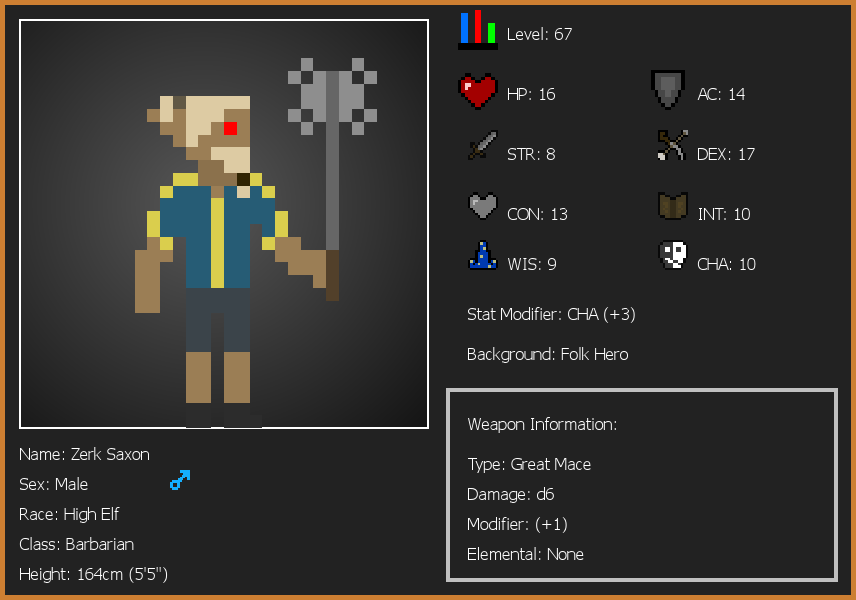 Level: 67
HP: 16
AC: 14
STR: 8
DEX: 17
CON: 13
INT: 10
WIS: 9
CHA: 10
Stat Modifier: CHA (+3)
Background: Folk Hero
Weapon Information:
Type: Great Mace
Damage: d6
Modifier: (+1)
Elemental: None
Name: Zerk Saxon
Sex: Male
Race: High Elf
Class: Barbarian
Height: 164cm (5'5")